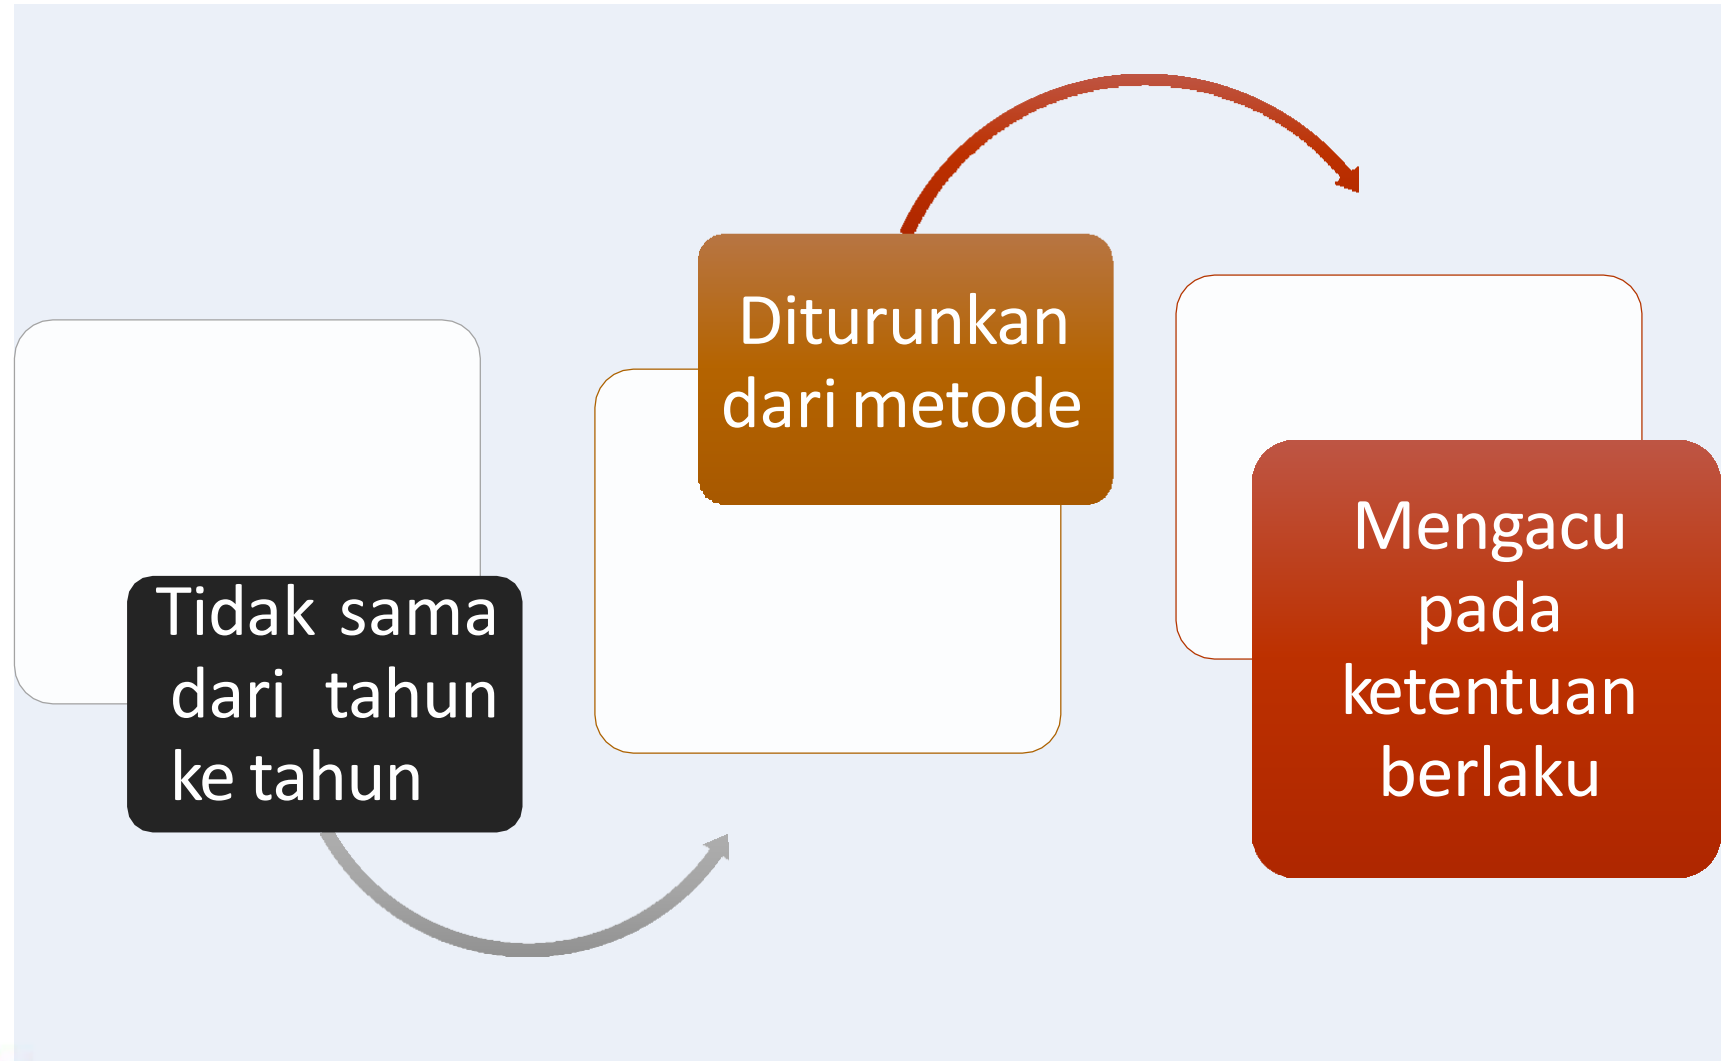 Tidak sama
dari tahun
ke tahun
Diturunkan
dari metode
Mengacu
pada
ketentuan
berlaku